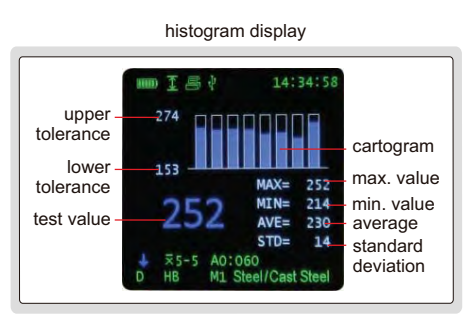 histogram display
14:34:58
upper
tolerance
274
lower
tolerance
153
cartogram
test value
252
MAX= 252
max. value
MIN= 214
min. value
AVE= 230
average
STD= 14
standard
deviation
x̅5-5 A0:060
D HB M1 Steel/Cast Steel